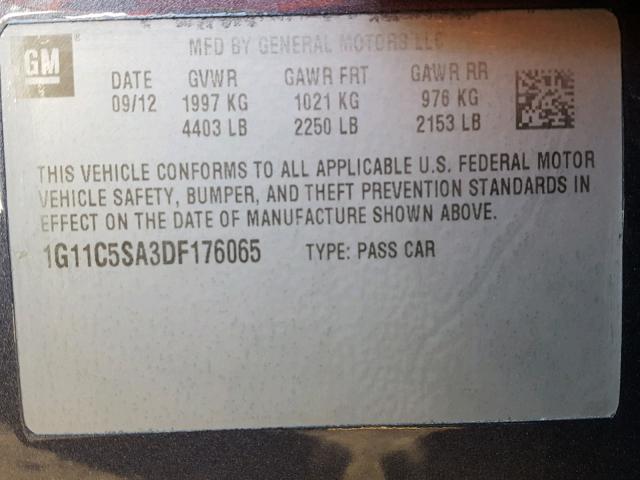 GM ®
MFD BY GENERAL MOTORS LLC
DATE GVWR GAWR FRT GAWR RR
09/12 1997 KG 1021 KG 976 KG
4403 LB 2250 LB 2153 LB
THIS VEHICLE CONFORMS TO ALL APPLICABLE U.S. FEDERAL MOTOR
VEHICLE SAFETY, BUMPER, AND THEFT PREVENTION STANDARDS IN
EFFECT ON THE DATE OF MANUFACTURE SHOWN ABOVE.
1G11C5SA3DF176065 TYPE: PASS CAR